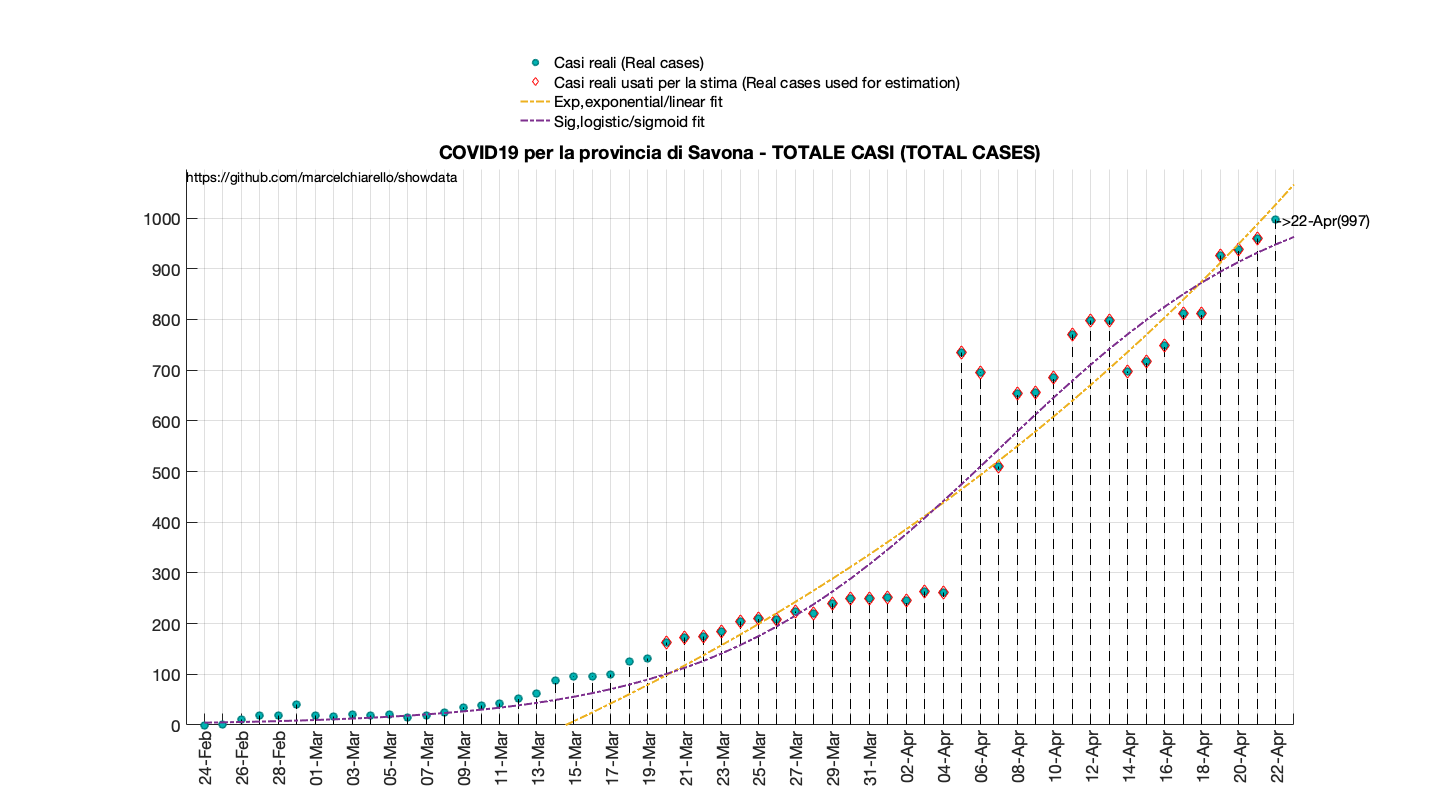 Casi reali (Real cases)
Casi reali usati per la stima (Real cases used for estimation)
Exp,exponential/linear fit
Sig,logistic/sigmoid fit
COVID19 per la provincia di Savona - TOTALE CASI (TOTAL CASES)
https://github.com/marcelchiarello/showdata
1000
900
800
700
600
500
400
300
200
100
0
>22-Apr(997)
24-Feb
26-Feb
28-Feb
01-Mar
03-Mar
05-Mar
07-Mar
09-Mar
11-Mar
13-Mar
15-Mar
17-Mar
19-Mar
21-Mar
23-Mar
25-Mar
27-Mar
29-Mar
31-Mar
02-Apr
04-Apr
06-Apr
08-Apr
10-Apr
12-Apr
14-Apr
16-Apr
18-Apr
20-Apr
22-Apr